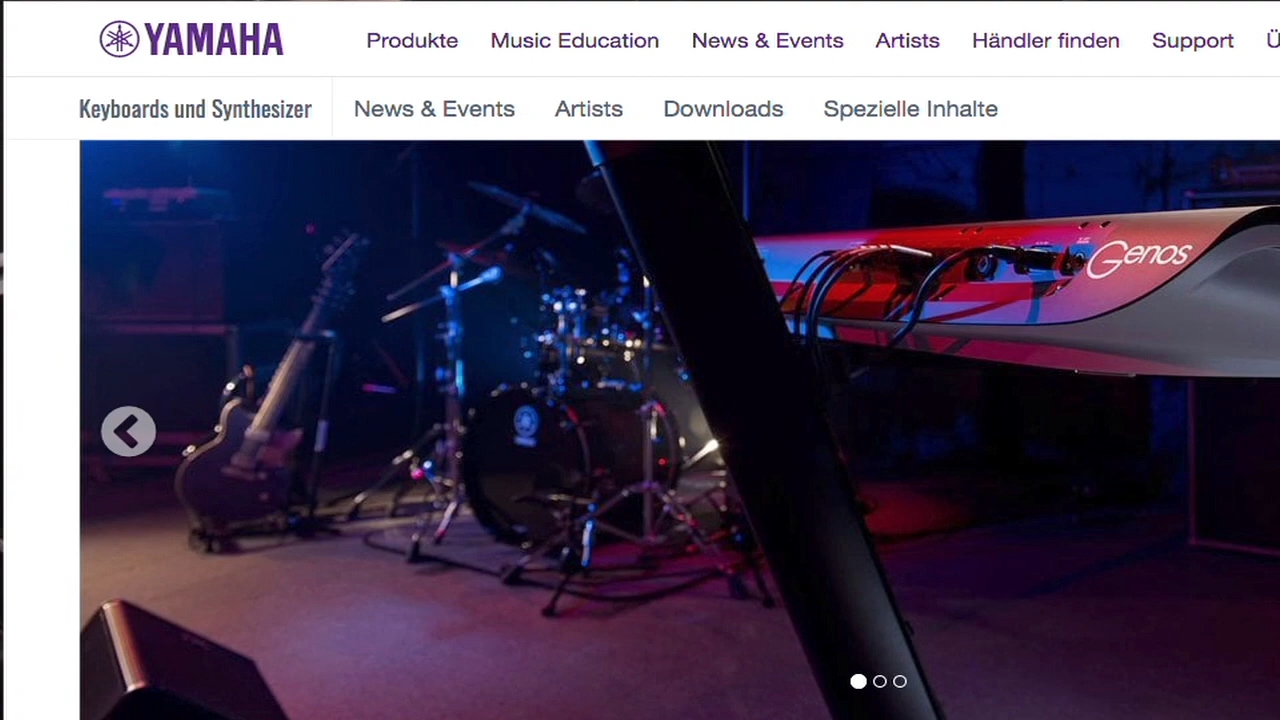 YAMAHA
Produkte Music Education News & Events Artists Händler finden Support Ü
Keyboards und Synthesizer News & Events Artists Downloads Spezielle Inhalte
Genos